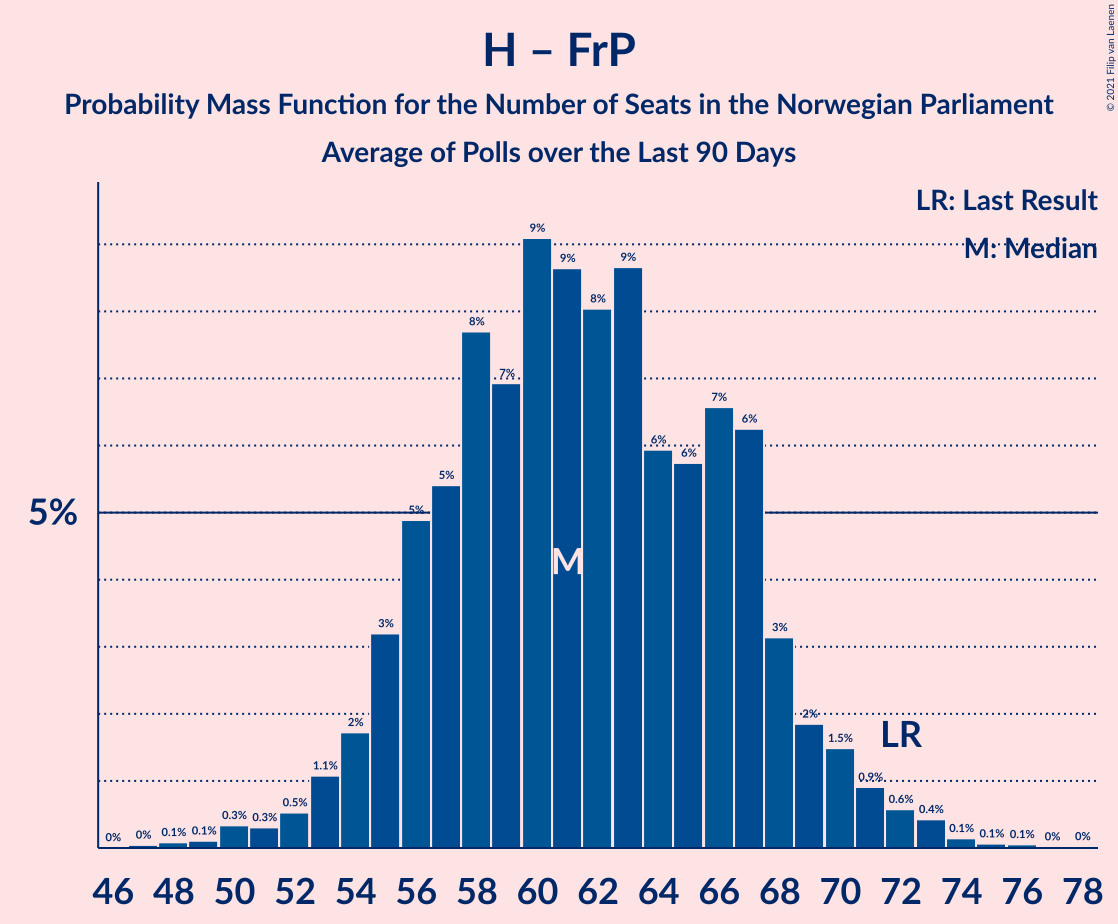 H – FrP
Probability Mass Function for the Number of Seats in the Norwegian Parliament
Average of Polls over the Last 90 Days
© 2021 Filip van Laenen
LR: Last Result
M: Median
5%
0% 0% 0.1% 0.1% 0.3% 0.3% 0.5% 1.1% 2% 3% 5% 5% 8% 7% 9% 9% 8% 9% 6% 6% 7% 6% 3% 2% 1.5% 0.9% 0.6% 0.4% 0.1% 0.1% 0.1% 0% 0%
M
LR
46 48 50 52 54 56 58 60 62 64 66 68 70 72 74 76 78